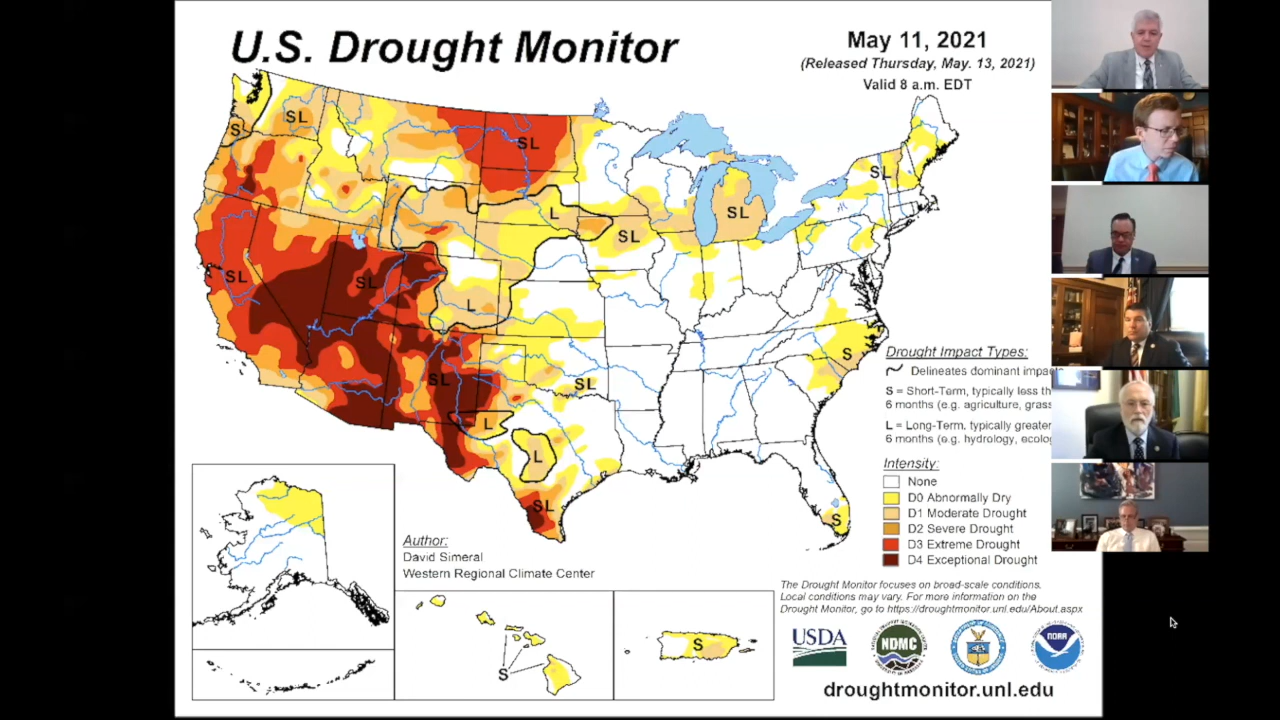 U.S. Drought Monitor
May 11, 2021
(Released Thursday, May. 13, 2021)
Valid 8 a.m. EDT
SL
S
SL
SL
SL
SL
L
SL
SL
SL
L
S
SL
SL
L
L
SL
S
Drought Impact Types:
Delineates dominant impa
S = Short-Term, typically less th
6 months (e.g. agriculture, grass
L = Long-Term, typically greater
6 months (e.g. hydrology, ecolo
Intensity:
None
D0 Abnormally Dry
D1 Moderate Drought
D2 Severe Drought
D3 Extreme Drought
D4 Exceptional Drought
Author:
David Simeral
Western Regional Climate Center
S
S
The Drought Monitor focuses on broad-scale conditions.
Local conditions may vary. For more information on the
Drought Monitor, go to https://droughtmonitor.unl.edu/About.aspx
USDA
NDMC
NOAA
droughtmonitor.unl.edu